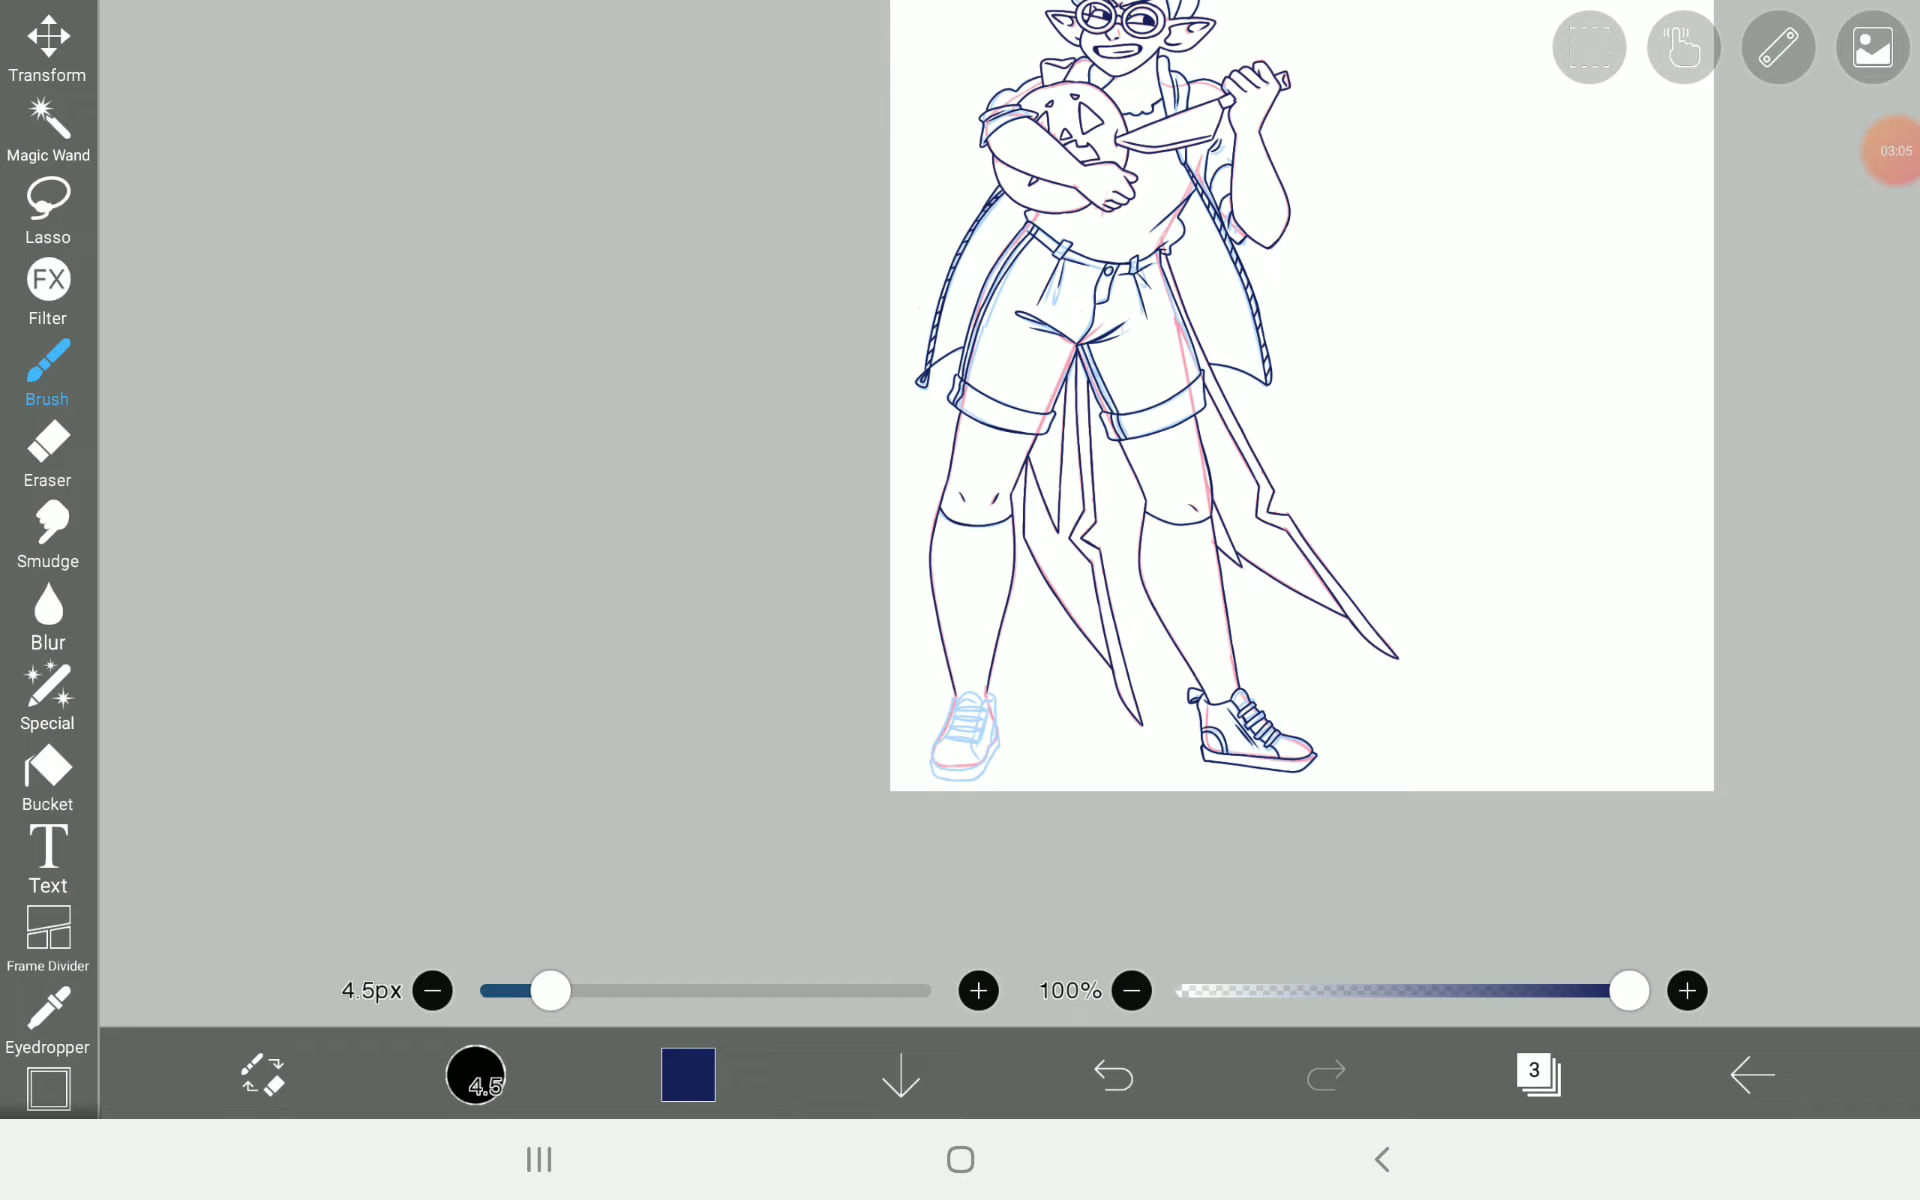 Transform
Magic Wand
Lasso
FX
Filter
Brush
Eraser
Smudge
Blur
Special
Bucket
T
Text
Frame Divider
Eyedropper
03:05
4.5px
100%
4.5
3